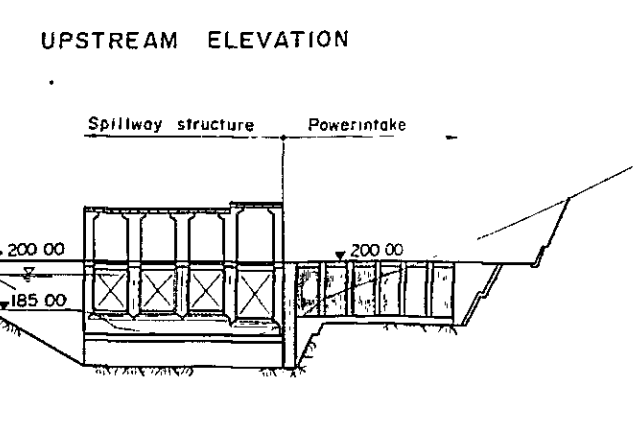 UPSTREAM ELEVATION
Spillway structure Powerintake
200 00 200 00
185 00